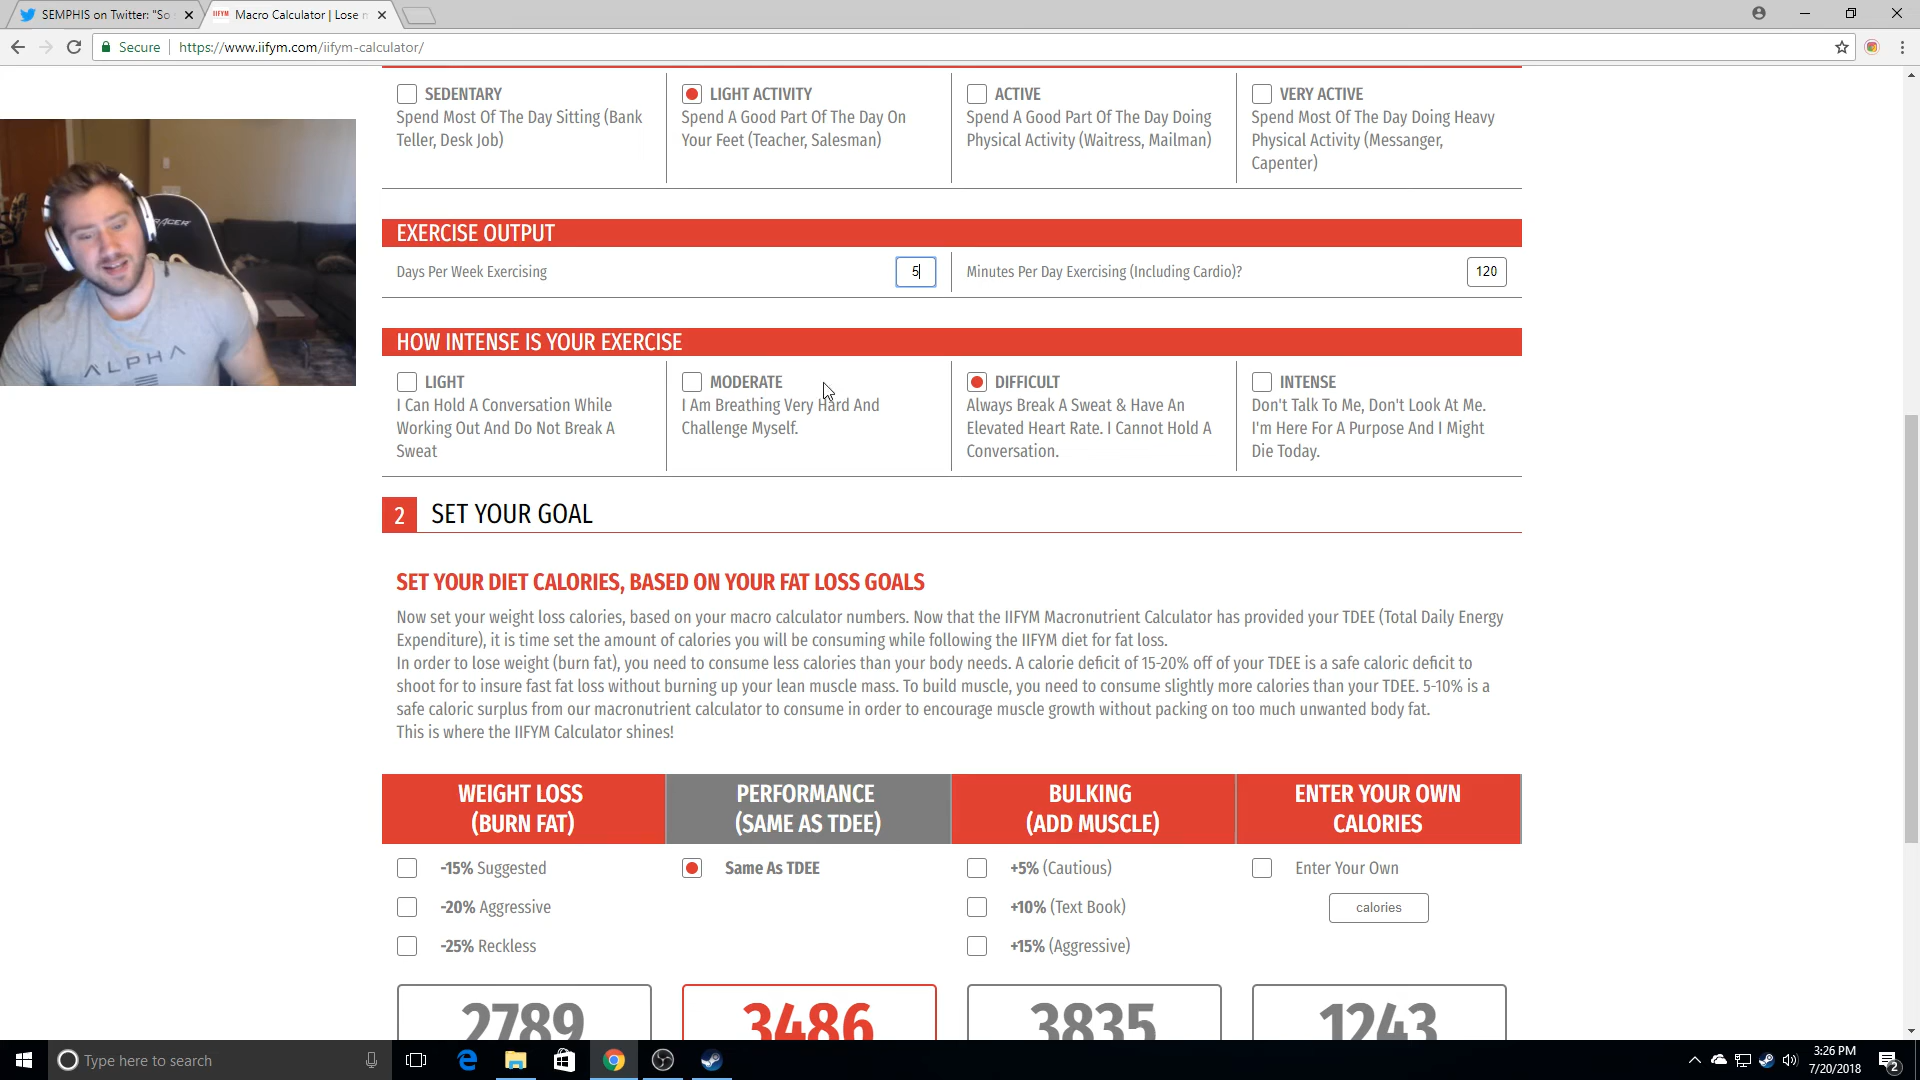 SEMPHIS on Twitter: "So
Macro Calculator | Lose
Secure
https://www.iifym.com/iifym-calculator/
SEDENTARY
Spend Most Of The Day Sitting (Bank
Teller, Desk Job)
LIGHT ACTIVITY
Spend A Good Part Of The Day On
Your Feet (Teacher, Salesman)
ACTIVE
Spend A Good Part Of The Day Doing
Physical Activity (Waitress, Mailman)
VERY ACTIVE
Spend Most Of The Day Doing Heavy
Physical Activity (Messanger,
Capenter)
ALPHA
EXERCISE OUTPUT
Days Per Week Exercising
5
Minutes Per Day Exercising (Including Cardio)?
120
HOW INTENSE IS YOUR EXERCISE
LIGHT
I Can Hold A Conversation While
Working Out And Do Not Break A
Sweat
MODERATE
I Am Breathing Very Hard And
Challenge Myself.
DIFFICULT
Always Break A Sweat & Have An
Elevated Heart Rate. I Cannot Hold A
Conversation.
INTENSE
Don't Talk To Me, Don't Look At Me.
I'm Here For A Purpose And I Might
Die Today.
2 SET YOUR GOAL
SET YOUR DIET CALORIES, BASED ON YOUR FAT LOSS GOALS
Now set your weight loss calories, based on your macro calculator numbers. Now that the IIFYM Macronutrient Calculator has provided your TDEE (Total Daily Energy
Expenditure), it is time set the amount of calories you will be consuming while following the IIFYM diet for fat loss.
In order to lose weight (burn fat), you need to consume less calories than your body needs. A calorie deficit of 15-20% off of your TDEE is a safe caloric deficit to
shoot for to insure fast fat loss without burning up your lean muscle mass. To build muscle, you need to consume slightly more calories than your TDEE. 5-10% is a
safe caloric surplus from our macronutrient calculator to consume in order to encourage muscle growth without packing on too much unwanted body fat.
This is where the IIFYM Calculator shines!
WEIGHT LOSS
(BURN FAT)
PERFORMANCE
(SAME AS TDEE)
BULKING
(ADD MUSCLE)
ENTER YOUR OWN
CALORIES
-15% Suggested
-20% Aggressive
-25% Reckless
Same As TDEE
+5% (Cautious)
+10% (Text Book)
+15% (Aggressive)
Enter Your Own
calories
2789
3486
3835
1243
Type here to search
3:26 PM
7/20/2018
2